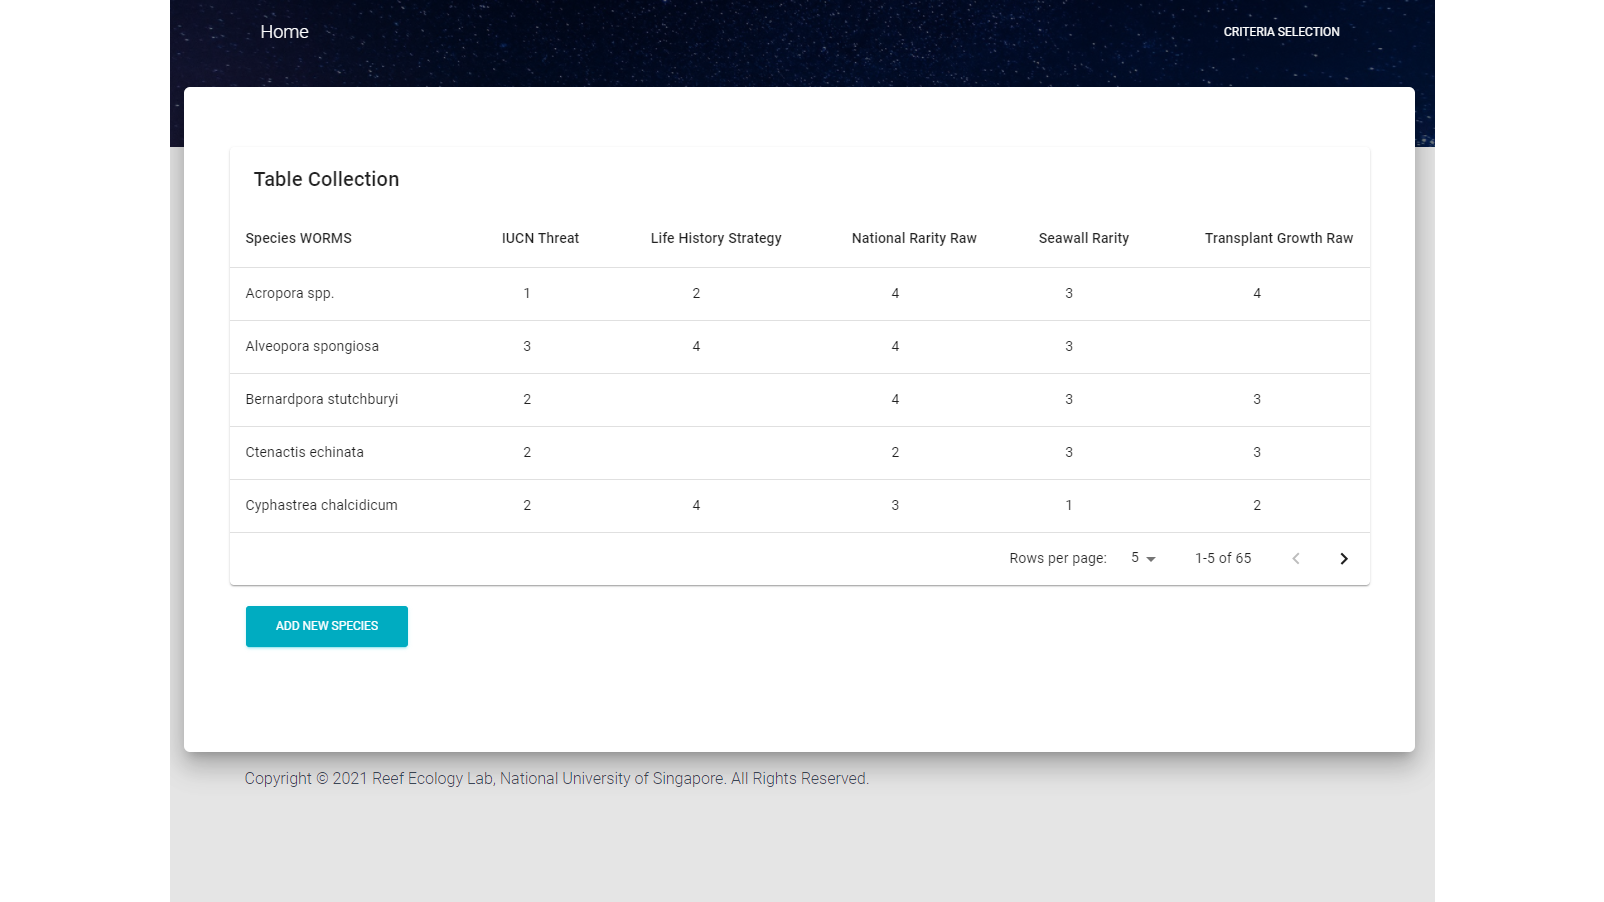 Home CRITERIA SELECTION
Table Collection
Species WORMS IUCN Threat Life History Strategy National Rarity Raw Seawall Rarity Transplant Growth Raw
Acropora spp. 1 2 4 3 4
Alveopora spongiosa 3 4 4 3
Bernardpora stutchburyi 2 4 3 3
Ctenactis echinata 2 2 3 3
Cyphastrea chalcidicum 2 4 3 1 2
Rows per page: 5 1-5 of 65
ADD NEW SPECIES
Copyright © 2021 Reef Ecology Lab, National University of Singapore. All Rights Reserved.